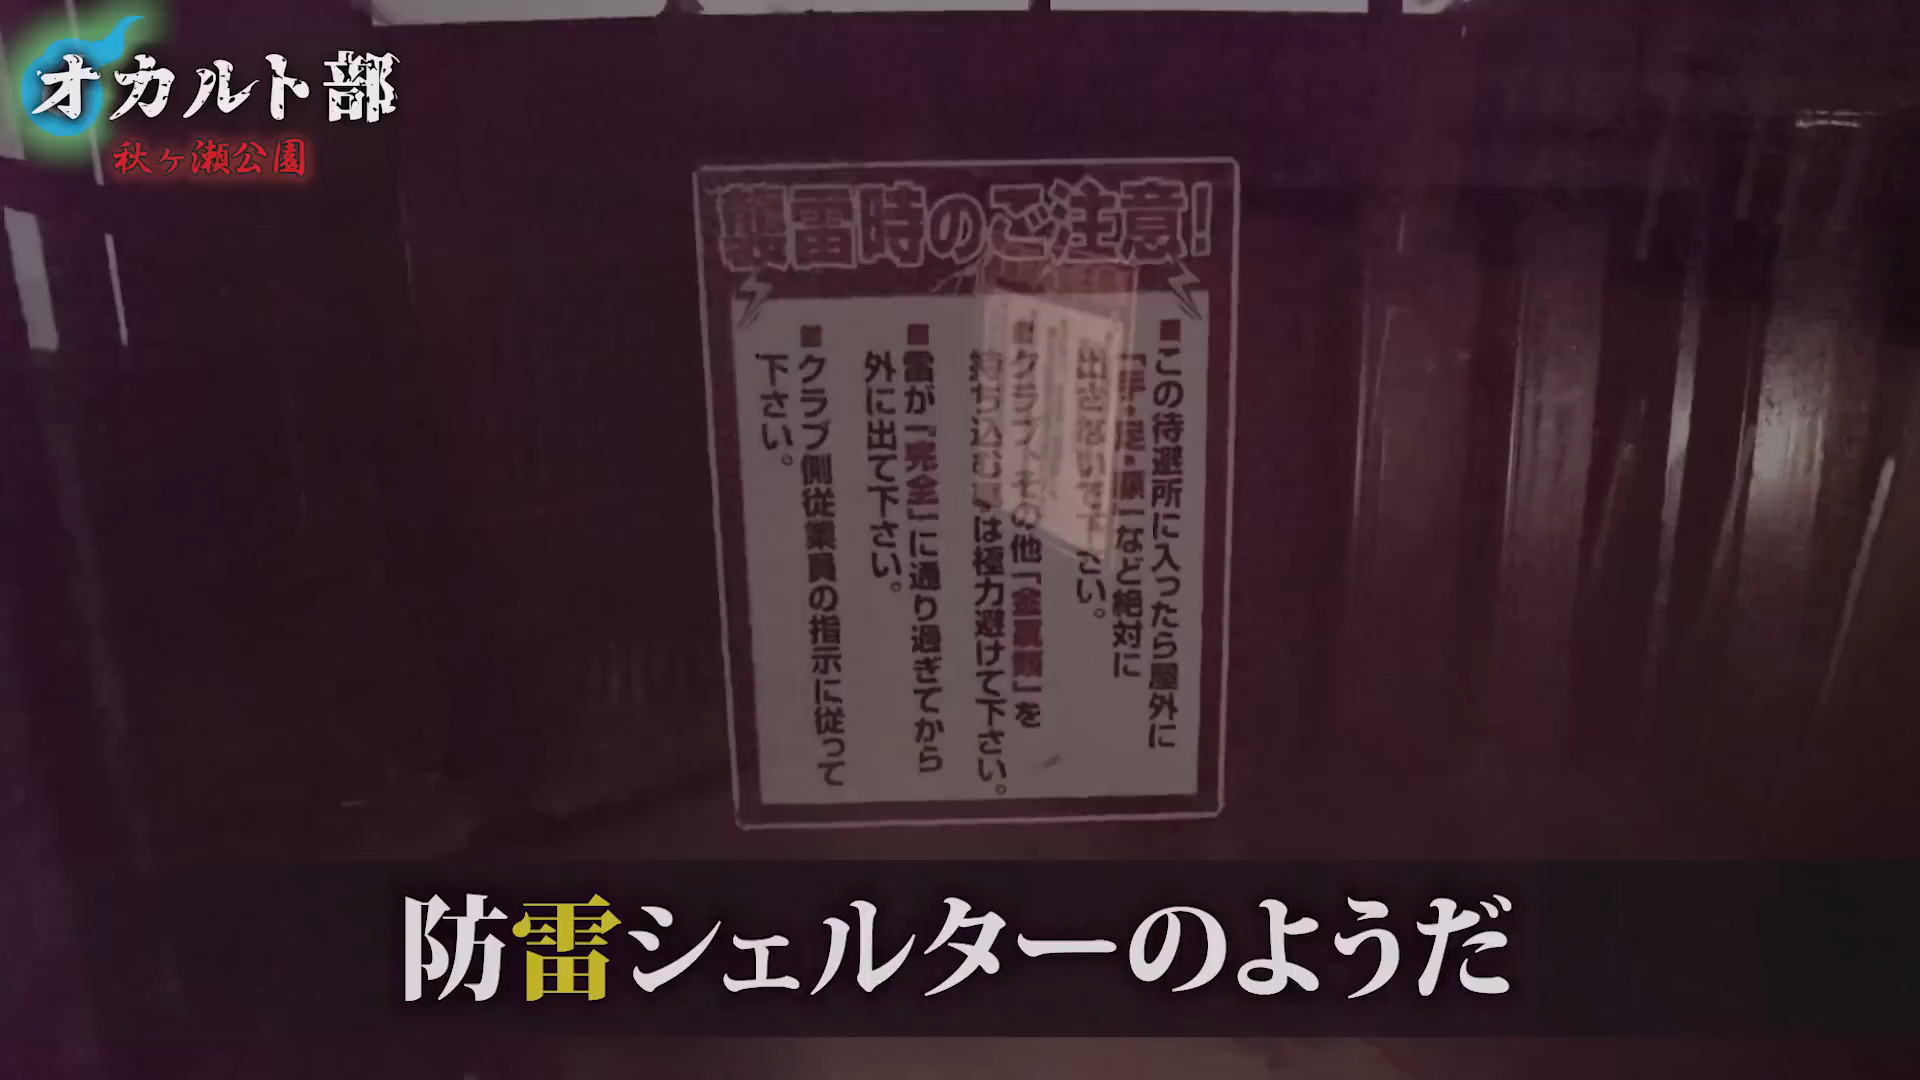 オカルト部
秋ヶ瀬公園
襲雷時のご注意!
■この待避所に入ったら屋外に
「手・足・頭」など絶対に
出さないで下さい。
■クラブ、その他「金属類」を
持ち込む事は極力避けて下さい。
■雷が「完全」に通り過ぎてから
外に出て下さい。
■クラブ側従業員の指示に従って
下さい。
防雷シェルターのようだ